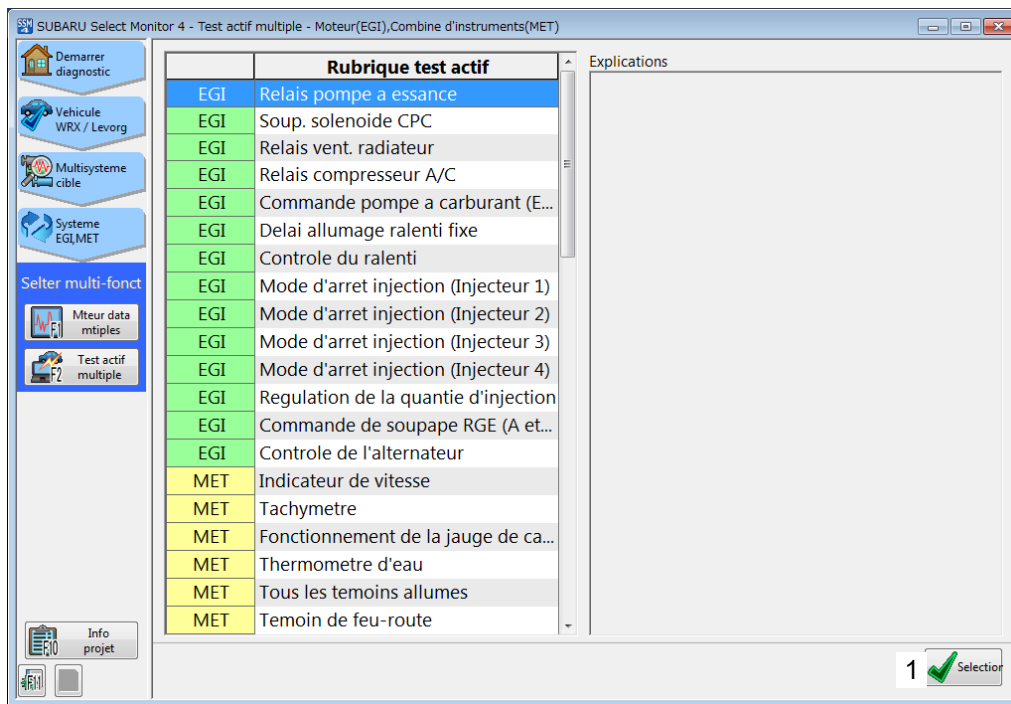 SUBARU Select Monitor 4 - Test actif multiple - Moteur(EGI),Combine d'instruments(MET)
Demarrer
diagnostic
Vehicule
WRX / Levorg
Multisysteme
cible
Systeme
EGI,MET
Selter multi-fonct
F1 Mteur data
mtiples
F2 Test actif
multiple
F10 Info
projet
F11
Rubrique test actif
EGI Relais pompe a essance
EGI Soup. solenoide CPC
EGI Relais vent. radiateur
EGI Relais compresseur A/C
EGI Commande pompe a carburant (E...
EGI Delai allumage ralenti fixe
EGI Controle du ralenti
EGI Mode d'arret injection (Injecteur 1)
EGI Mode d'arret injection (Injecteur 2)
EGI Mode d'arret injection (Injecteur 3)
EGI Mode d'arret injection (Injecteur 4)
EGI Regulation de la quantie d'injection
EGI Commande de soupape RGE (A et...
EGI Controle de l'alternateur
MET Indicateur de vitesse
MET Tachymetre
MET Fonctionnement de la jauge de ca...
MET Thermometre d'eau
MET Tous les temoins allumes
MET Temoin de feu-route
Explications
1 Selection